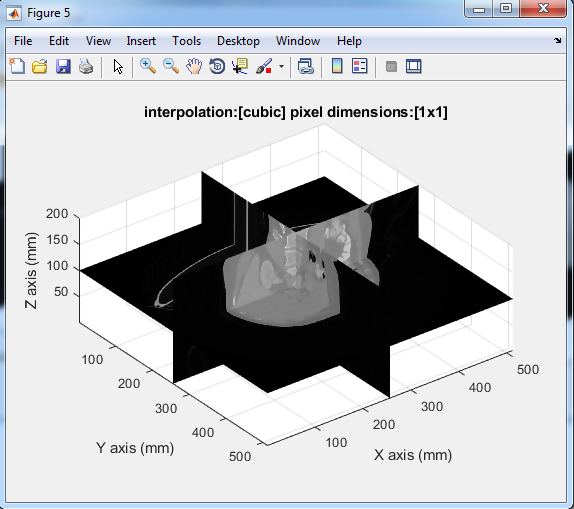 Figure 5
File Edit View Insert Tools Desktop Window Help
interpolation:[cubic] pixel dimensions:[1x1]
200
150
100
50
Z axis (mm)
100
200
300
400
500
Y axis (mm)
100
200
300
400
500
X axis (mm)